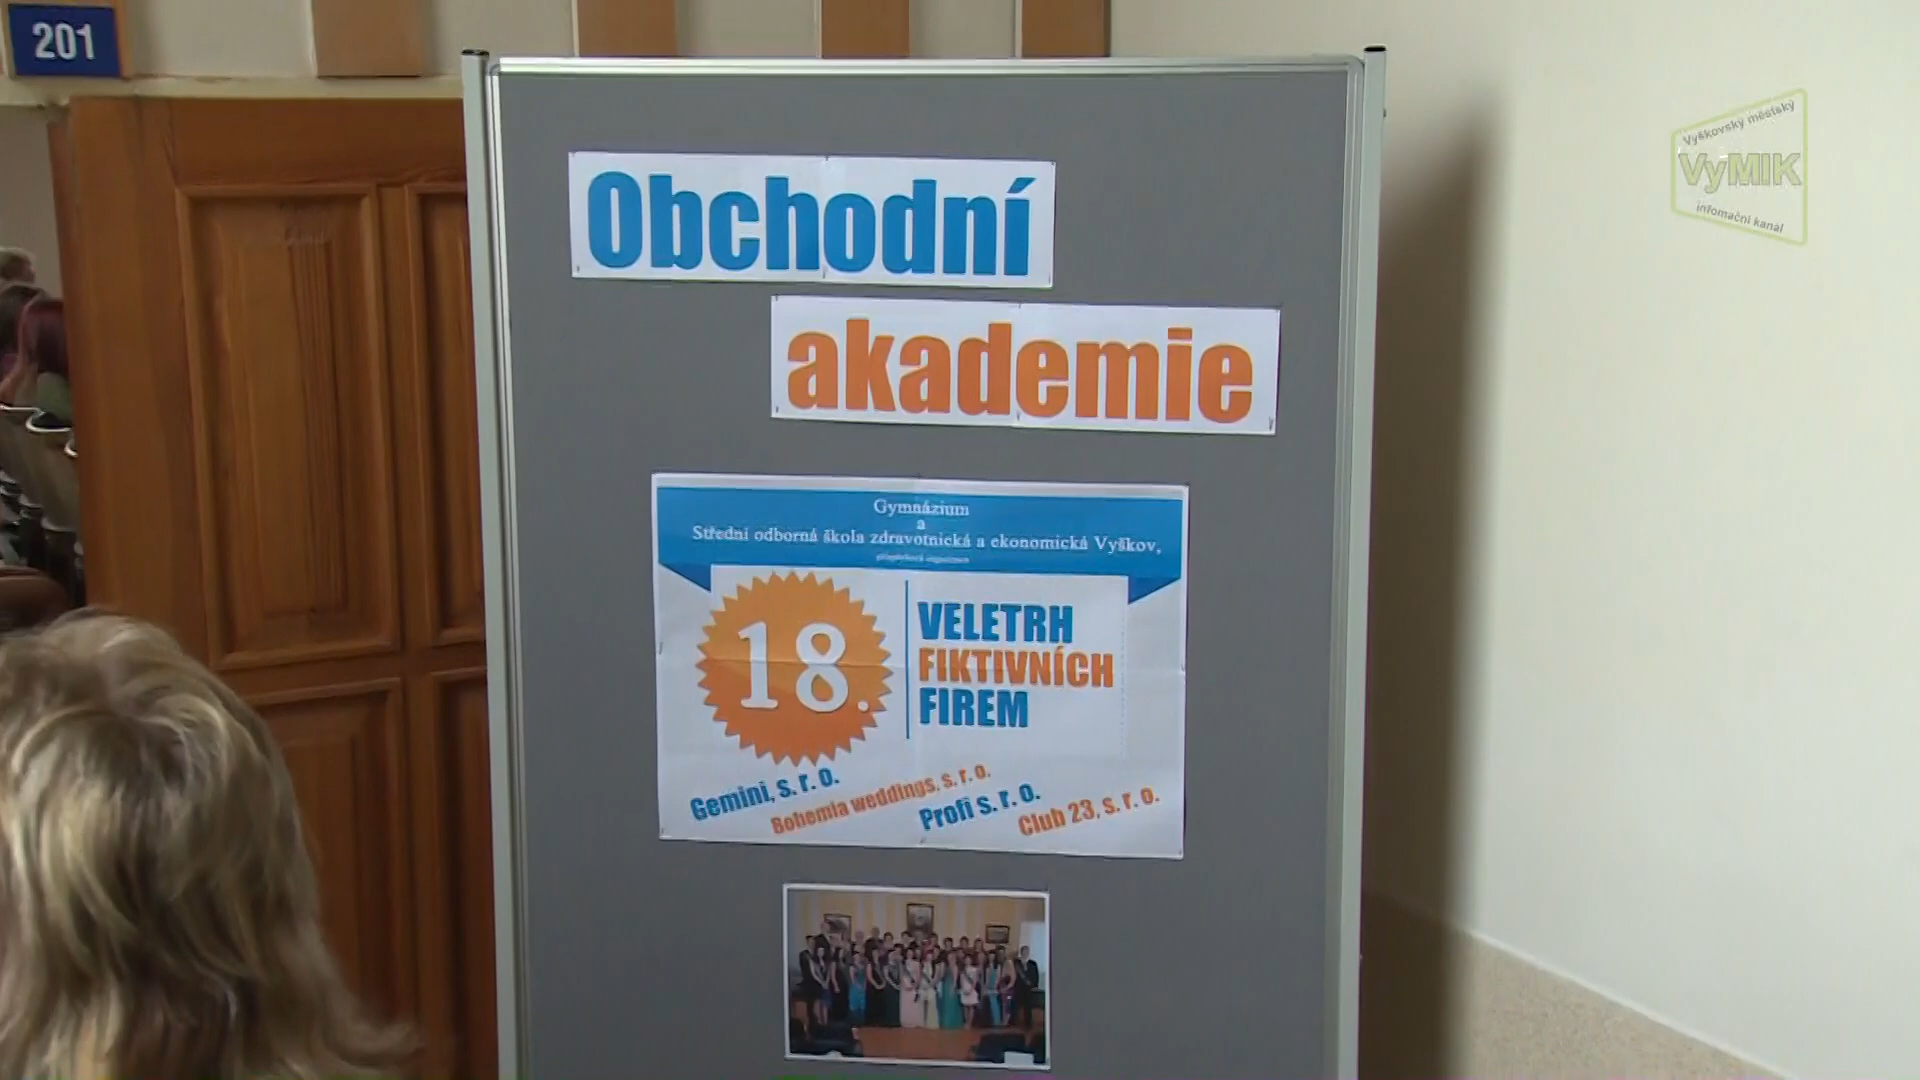 201
Obchodní
akademie
Gymnázium
a
Střední odborná škola zdravotnická a ekonomická Vyškov,
18.
VELETRH
FIKTIVNÍCH
FIREM
Gemini, s. r. o.
Bohemia weddings, s. r. o.
Profi s. r. o.
Club 23, s. r. o.
Vyškovský městský
VyMIK
infomační kanál